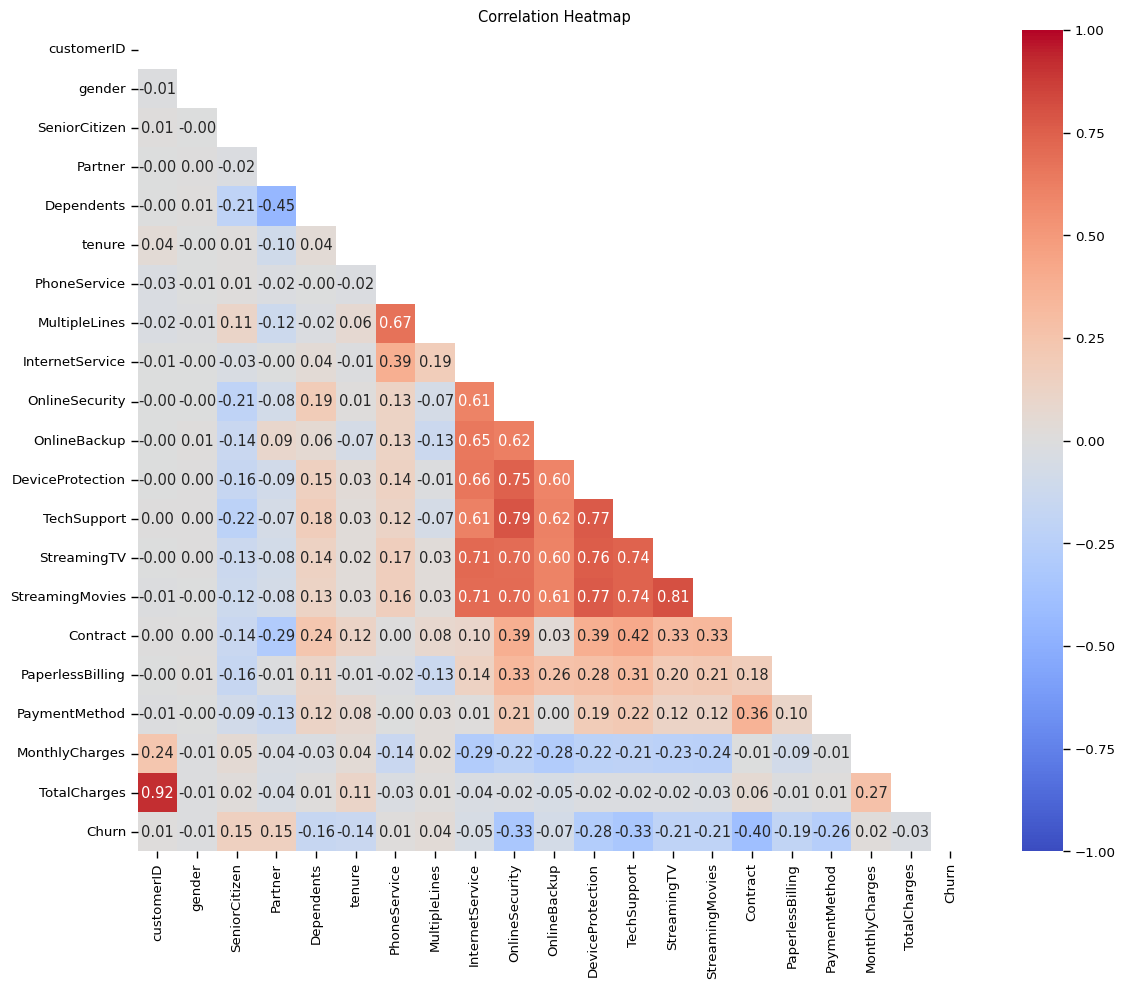 Correlation Heatmap
customerID
gender -0.01
SeniorCitizen 0.01 -0.00
Partner -0.00 0.00 -0.02
Dependents -0.00 0.01 -0.21 -0.45
tenure 0.04 -0.00 0.01 -0.10 0.04
PhoneService -0.03 -0.01 0.01 -0.02 -0.00 -0.02
MultipleLines -0.02 -0.01 0.11 -0.12 -0.02 0.06 0.67
InternetService -0.01 -0.00 -0.03 -0.00 0.04 -0.01 0.39 0.19
OnlineSecurity -0.00 -0.00 -0.21 -0.08 0.19 0.01 0.13 -0.07 0.61
OnlineBackup -0.00 0.01 -0.14 0.09 0.06 -0.07 0.13 -0.13 0.65 0.62
DeviceProtection -0.00 0.00 -0.16 -0.09 0.15 0.03 0.14 -0.01 0.66 0.75 0.60
TechSupport 0.00 0.00 -0.22 -0.07 0.18 0.03 0.12 -0.07 0.61 0.79 0.62 0.77
StreamingTV -0.00 0.00 -0.13 -0.08 0.14 0.02 0.17 0.03 0.71 0.70 0.60 0.76 0.74
StreamingMovies -0.01 -0.00 -0.12 -0.08 0.13 0.03 0.16 0.03 0.71 0.70 0.61 0.77 0.74 0.81
Contract 0.00 0.00 -0.14 -0.29 0.24 0.12 0.00 0.08 0.10 0.39 0.03 0.39 0.42 0.33 0.33
PaperlessBilling -0.00 0.01 -0.16 -0.01 0.11 -0.01 -0.02 -0.13 0.14 0.33 0.26 0.28 0.31 0.20 0.21 0.18
PaymentMethod -0.01 -0.00 -0.09 -0.13 0.12 0.08 -0.00 0.03 0.01 0.21 0.00 0.19 0.22 0.12 0.12 0.36 0.10
MonthlyCharges 0.24 -0.01 0.05 -0.04 -0.03 0.04 -0.14 0.02 -0.29 -0.22 -0.28 -0.22 -0.21 -0.23 -0.24 -0.01 -0.09 -0.01
TotalCharges 0.92 -0.01 0.02 -0.04 0.01 0.11 -0.03 0.01 -0.04 -0.02 -0.05 -0.02 -0.02 -0.02 -0.03 0.06 -0.01 0.01 0.27
Churn 0.01 -0.01 0.15 0.15 -0.16 -0.14 0.01 0.04 -0.05 -0.33 -0.07 -0.28 -0.33 -0.21 -0.21 -0.40 -0.19 -0.26 0.02 -0.03
customerID
gender
SeniorCitizen
Partner
Dependents
tenure
PhoneService
MultipleLines
InternetService
OnlineSecurity
OnlineBackup
DeviceProtection
TechSupport
StreamingTV
StreamingMovies
Contract
PaperlessBilling
PaymentMethod
MonthlyCharges
TotalCharges
Churn
1.00
0.75
0.50
0.25
0.00
−0.25
−0.50
−0.75
−1.00